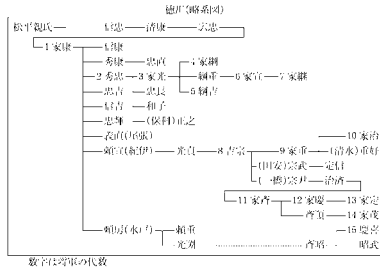 徳川(略系図)
松平親氏 信忠 清康 広忠
1家康 信康
秀康 忠直 4家綱
2秀忠 3家光 綱重 6家宣 7家継
忠吉 忠長 5綱吉
信吉 和子
忠輝 (保科)正之
義直(尾張) 10家治
頼宣(紀伊) 光貞 8吉宗 9家重 (清水)重好
(田安)宗武 定信
(一橋)宗尹 治済
11家斉 12家慶 13家定
斉順 14家茂
頼房(水戸) 頼重 15慶喜
光圀 斉昭 昭武
数字は将軍の代数